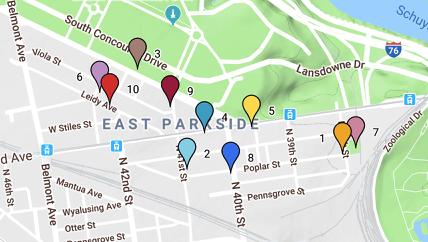 Schuy
76
Belmont Ave
South Concourse Drive
Viola St
3
Lansdowne Dr
6
10
9
Leidy Ave
5
4
W Stiles St
EAST PARKSIDE
1
7
Zoological Dr
N 39th St
2
8
d Ave
N 46th St
Belmont Ave
N 42nd St
41st St
Poplar St
N 40th St
Pennsgrove St
Mantua Ave
Wyalusing Ave
Otter St
Pennsgrove St